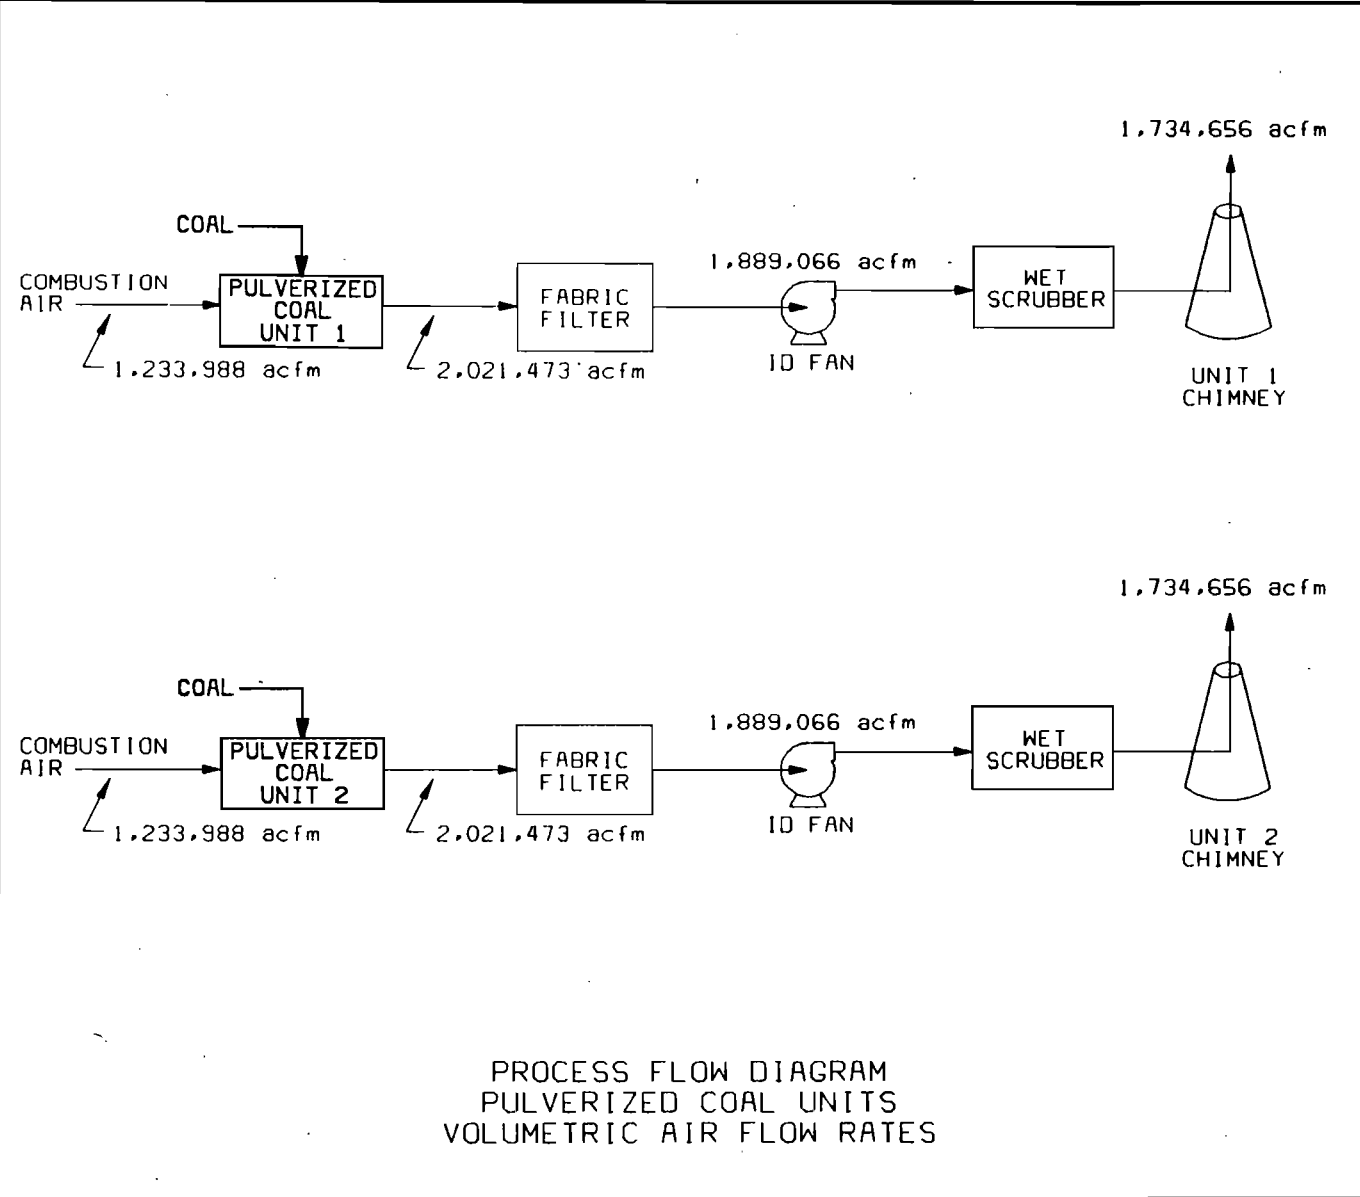 1,734,656 acfm
COAL
1,889,066 acfm
COMBUSTION
AIR
PULVERIZED
COAL
UNIT 1
FABRIC
FILTER
WET
SCRUBBER
1,233,988 acfm
2,021,473 acfm
ID FAN
UNIT 1
CHIMNEY
1,734,656 acfm
COAL
1,889,066 acfm
COMBUSTION
AIR
PULVERIZED
COAL
UNIT 2
FABRIC
FILTER
WET
SCRUBBER
1,233,988 acfm
2,021,473 acfm
ID FAN
UNIT 2
CHIMNEY
PROCESS FLOW DIAGRAM
PULVERIZED COAL UNITS
VOLUMETRIC AIR FLOW RATES